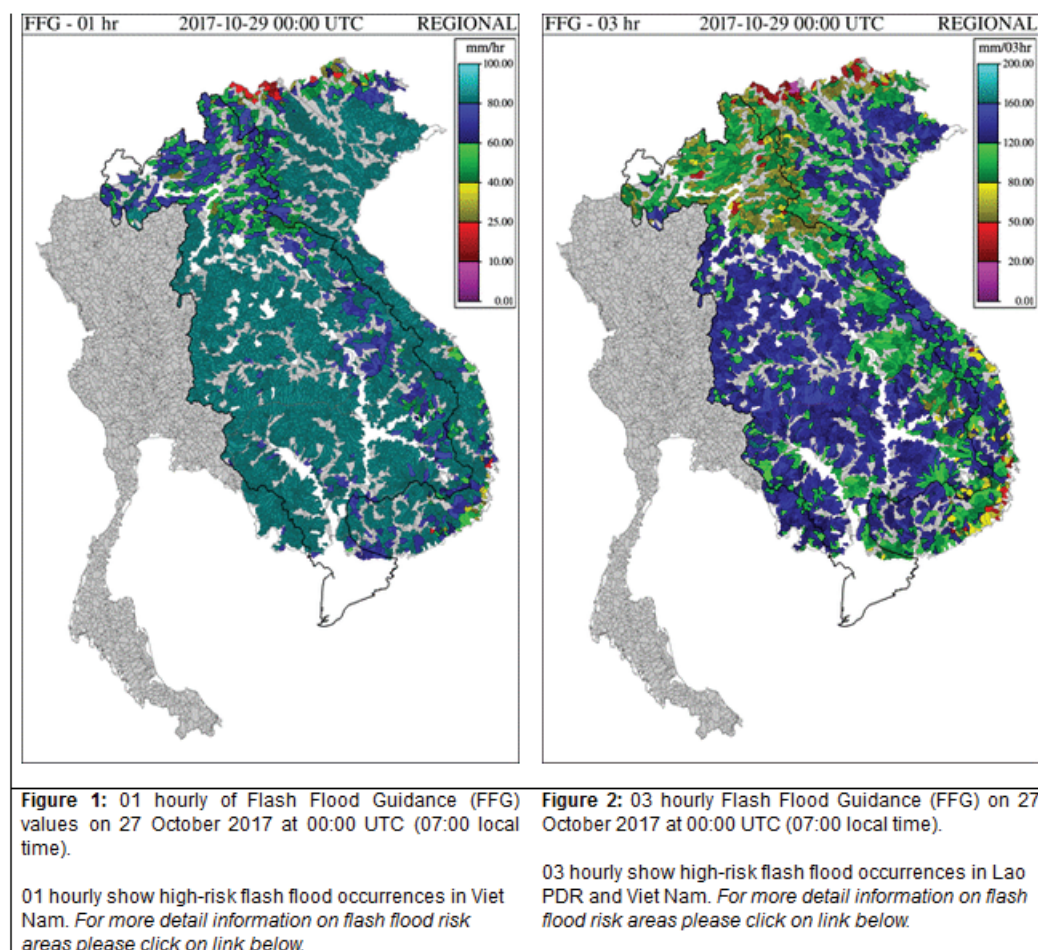 FFG - 01 hr 2017-10-29 00:00 UTC REGIONAL
mm/hr
100.00
80.00
60.00
40.00
25.00
10.00
0.01
FFG - 03 hr 2017-10-29 00:00 UTC REGIONAL
mm/03hr
200.00
160.00
120.00
80.00
50.00
20.00
0.01
Figure 1: 01 hourly of Flash Flood Guidance (FFG)
values on 27 October 2017 at 00:00 UTC (07:00 local
time).
01 hourly show high-risk flash flood occurrences in Viet
Nam. For more detail information on flash flood risk
areas please click on link below.
Figure 2: 03 hourly Flash Flood Guidance (FFG) on 27
October 2017 at 00:00 UTC (07:00 local time).
03 hourly show high-risk flash flood occurrences in Lao
PDR and Viet Nam. For more detail information on flash
flood risk areas please click on link below.